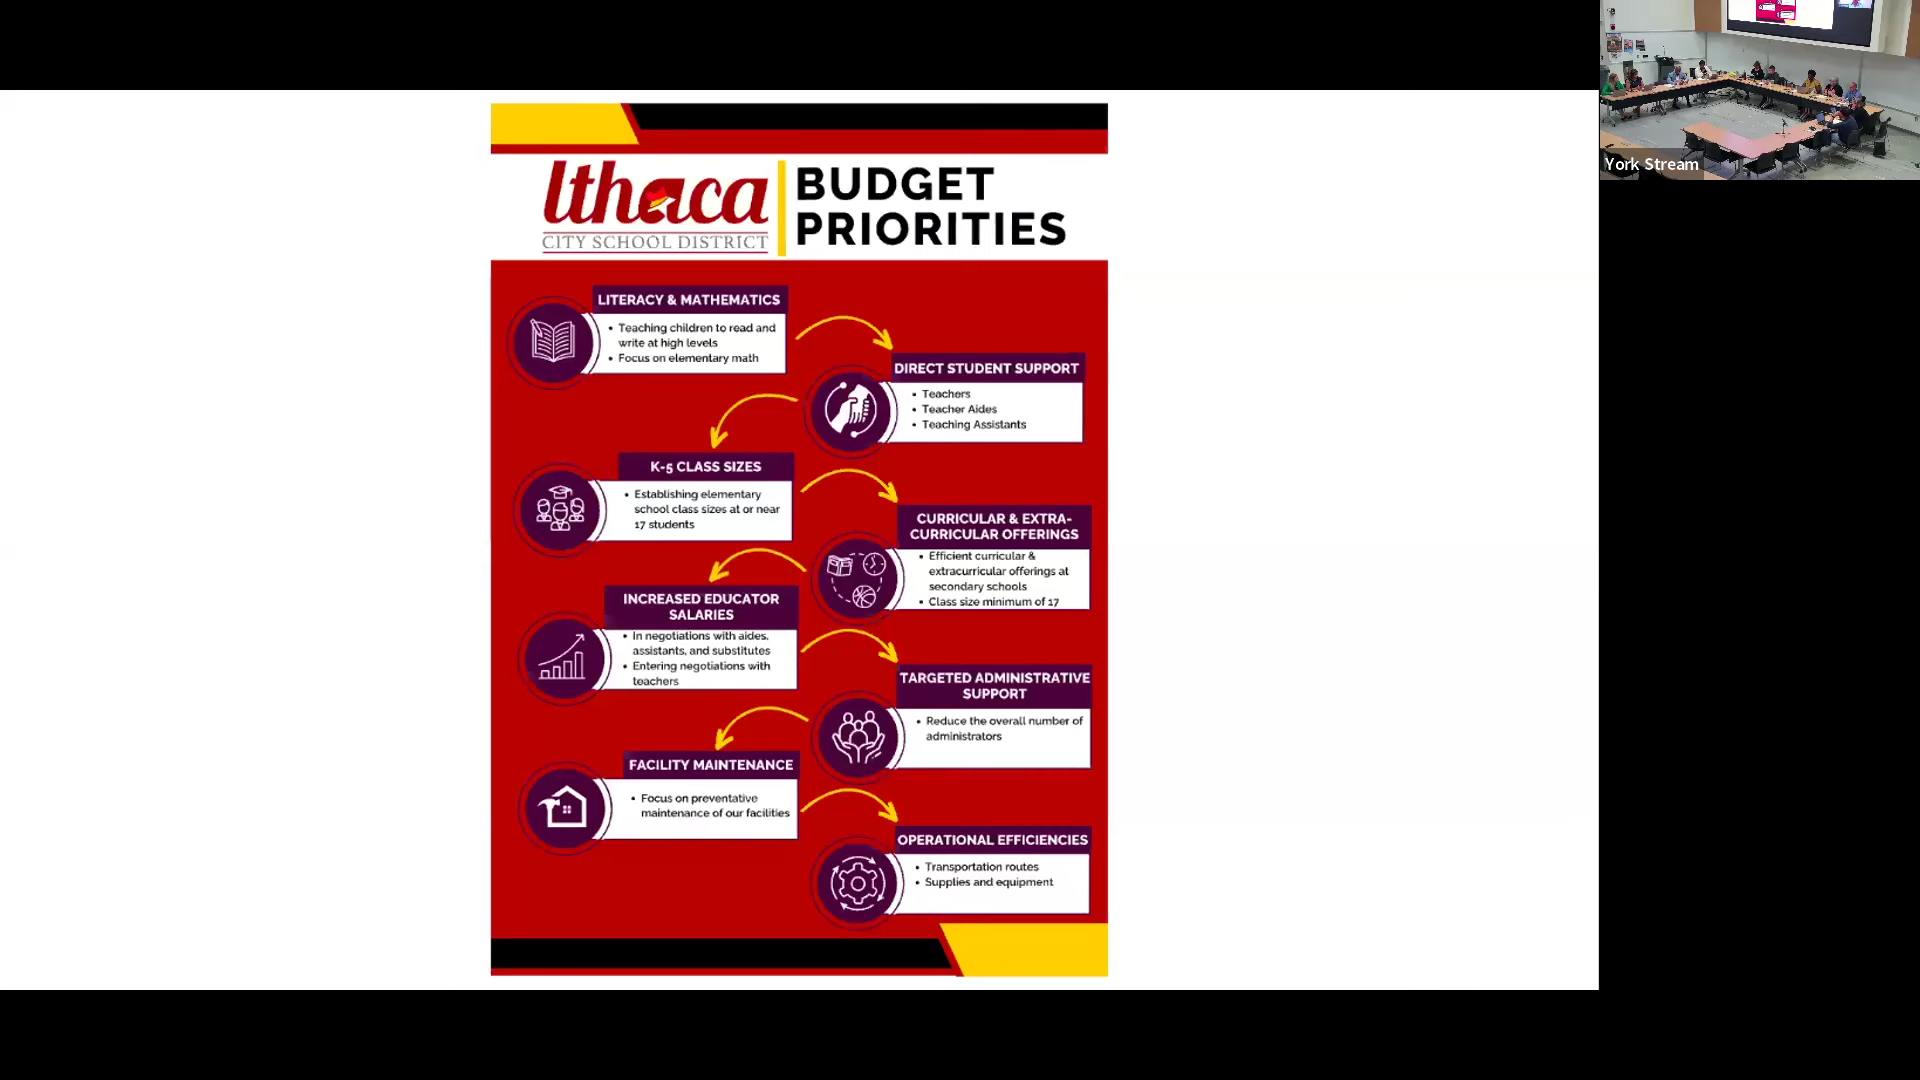 Ithaca
CITY SCHOOL DISTRICT
BUDGET
PRIORITIES
LITERACY & MATHEMATICS
• Teaching children to read and
write at high levels
• Focus on elementary math
DIRECT STUDENT SUPPORT
• Teachers
• Teacher Aides
• Teaching Assistants
K-5 CLASS SIZES
• Establishing elementary
school class sizes at or near
17 students
CURRICULAR & EXTRA-
CURRICULAR OFFERINGS
• Efficient curricular &
extracurricular offerings at
secondary schools
• Class size minimum of 17
INCREASED EDUCATOR
SALARIES
• In negotiations with aides,
assistants, and substitutes
• Entering negotiations with
teachers
TARGETED ADMINISTRATIVE
SUPPORT
• Reduce the overall number of
administrators
FACILITY MAINTENANCE
• Focus on preventative
maintenance of our facilities
OPERATIONAL EFFICIENCIES
• Transportation routes
• Supplies and equipment
York Stream